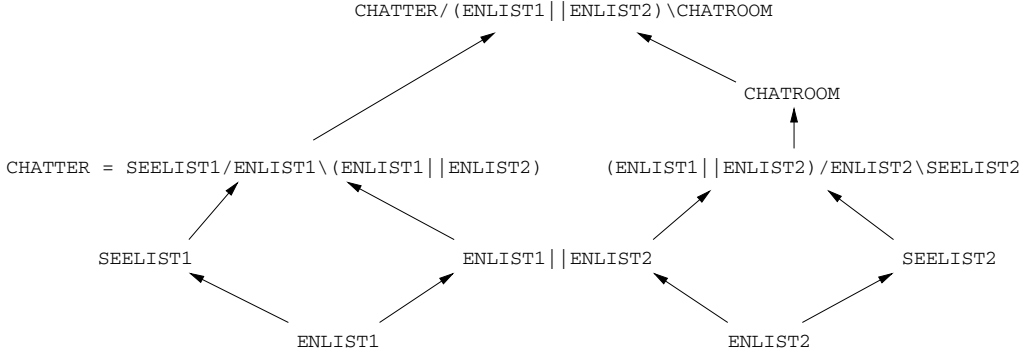 CHATTER/(ENLIST1||ENLIST2)\CHATROOM
CHATROOM
CHATTER = SEELIST1/ENLIST1\(ENLIST1||ENLIST2) (ENLIST1||ENLIST2)/ENLIST2\SEELIST2
SEELIST1 ENLIST1||ENLIST2 SEELIST2
ENLIST1 ENLIST2